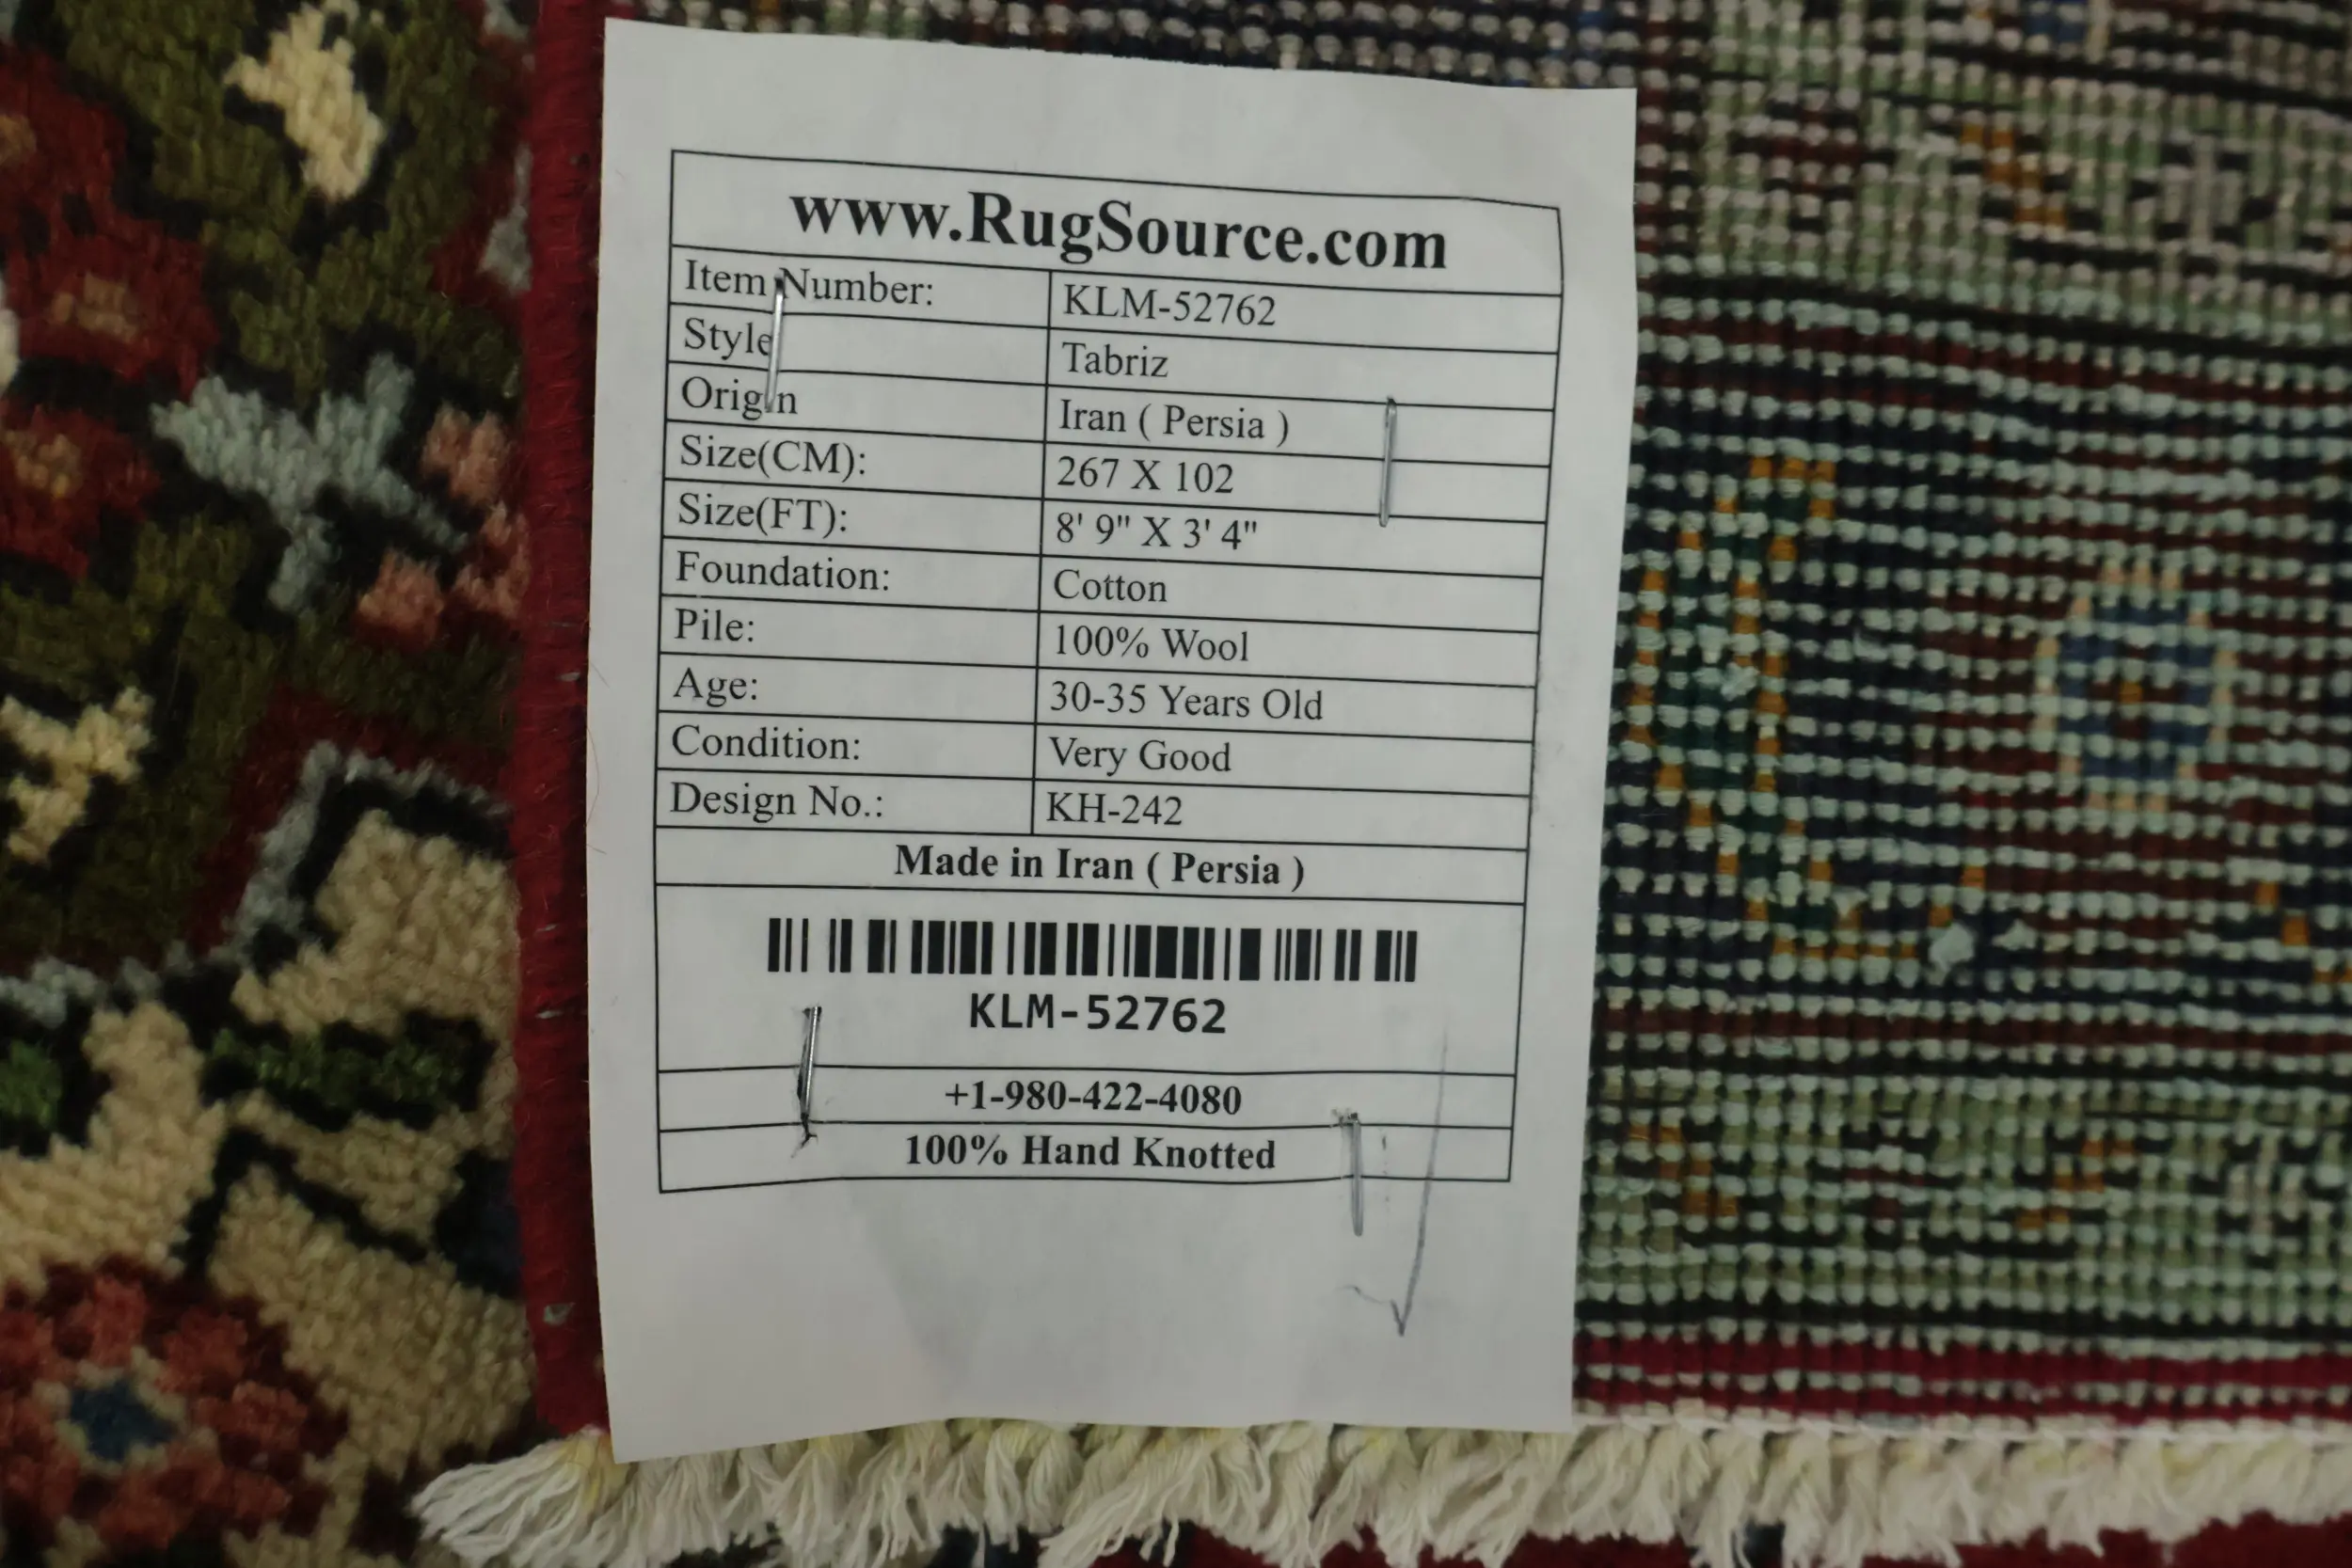 www.RugSource.com
Item Number: KLM-52762
Style Tabriz
Origin Iran ( Persia )
Size(CM): 267 X 102
Size(FT): 8' 9" X 3' 4"
Foundation: Cotton
Pile: 100% Wool
Age: 30-35 Years Old
Condition: Very Good
Design No.: KH-242
Made in Iran ( Persia )
KLM-52762
+1-980-422-4080
100% Hand Knotted